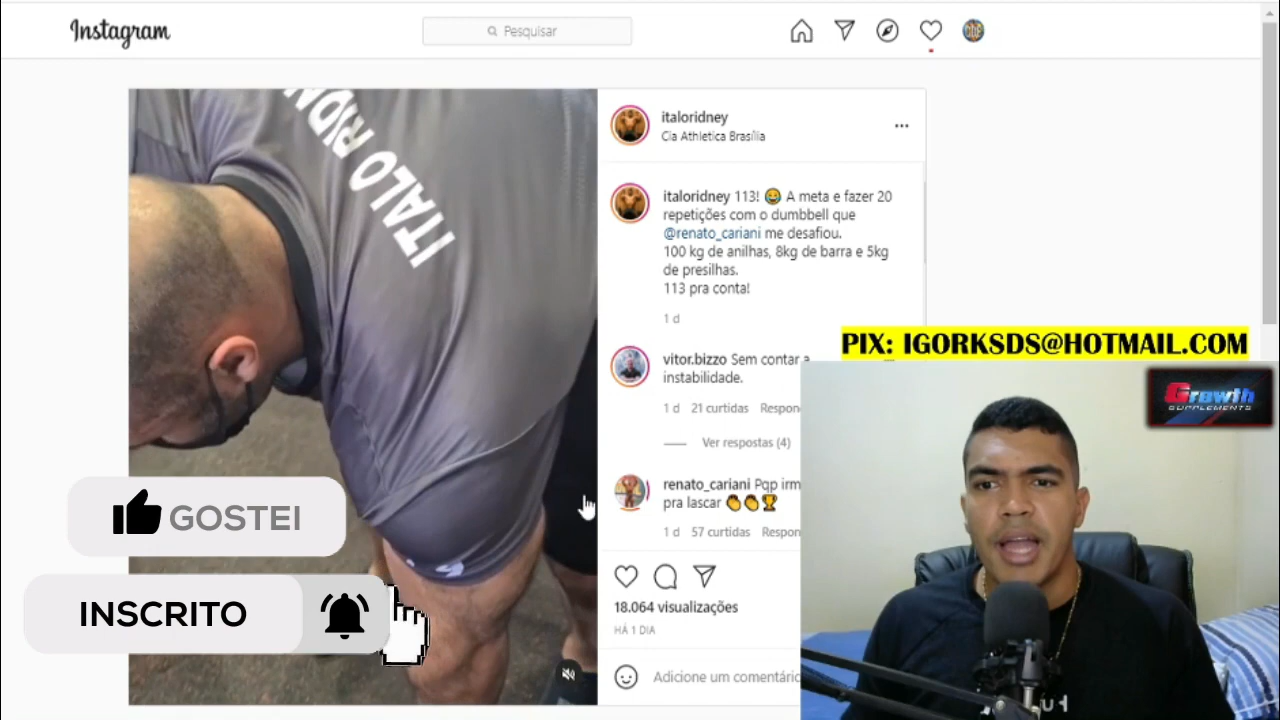 Instagram
Pesquisar
ITALO RIDN
italoridney
Cia Athletica Brasília
italoridney 113! 😂 A meta e fazer 20
repetições com o dumbbell que
@renato_cariani me desafiou.
100 kg de anilhas, 8kg de barra e 5kg
de presilhas.
113 pra conta!
1 d
PIX: IGORKSDS@HOTMAIL.COM
vitor.bizzo Sem contar a
instabilidade.
1 d 21 curtidas Respon
Ver respostas (4)
Growth
SUPPLEMENTS
renato_cariani Pqp irm
pra lascar 👏👏🏆
1 d 57 curtidas Respon
18.064 visualizações
HÁ 1 DIA
Adicione um comentário
GOSTEI
INSCRITO